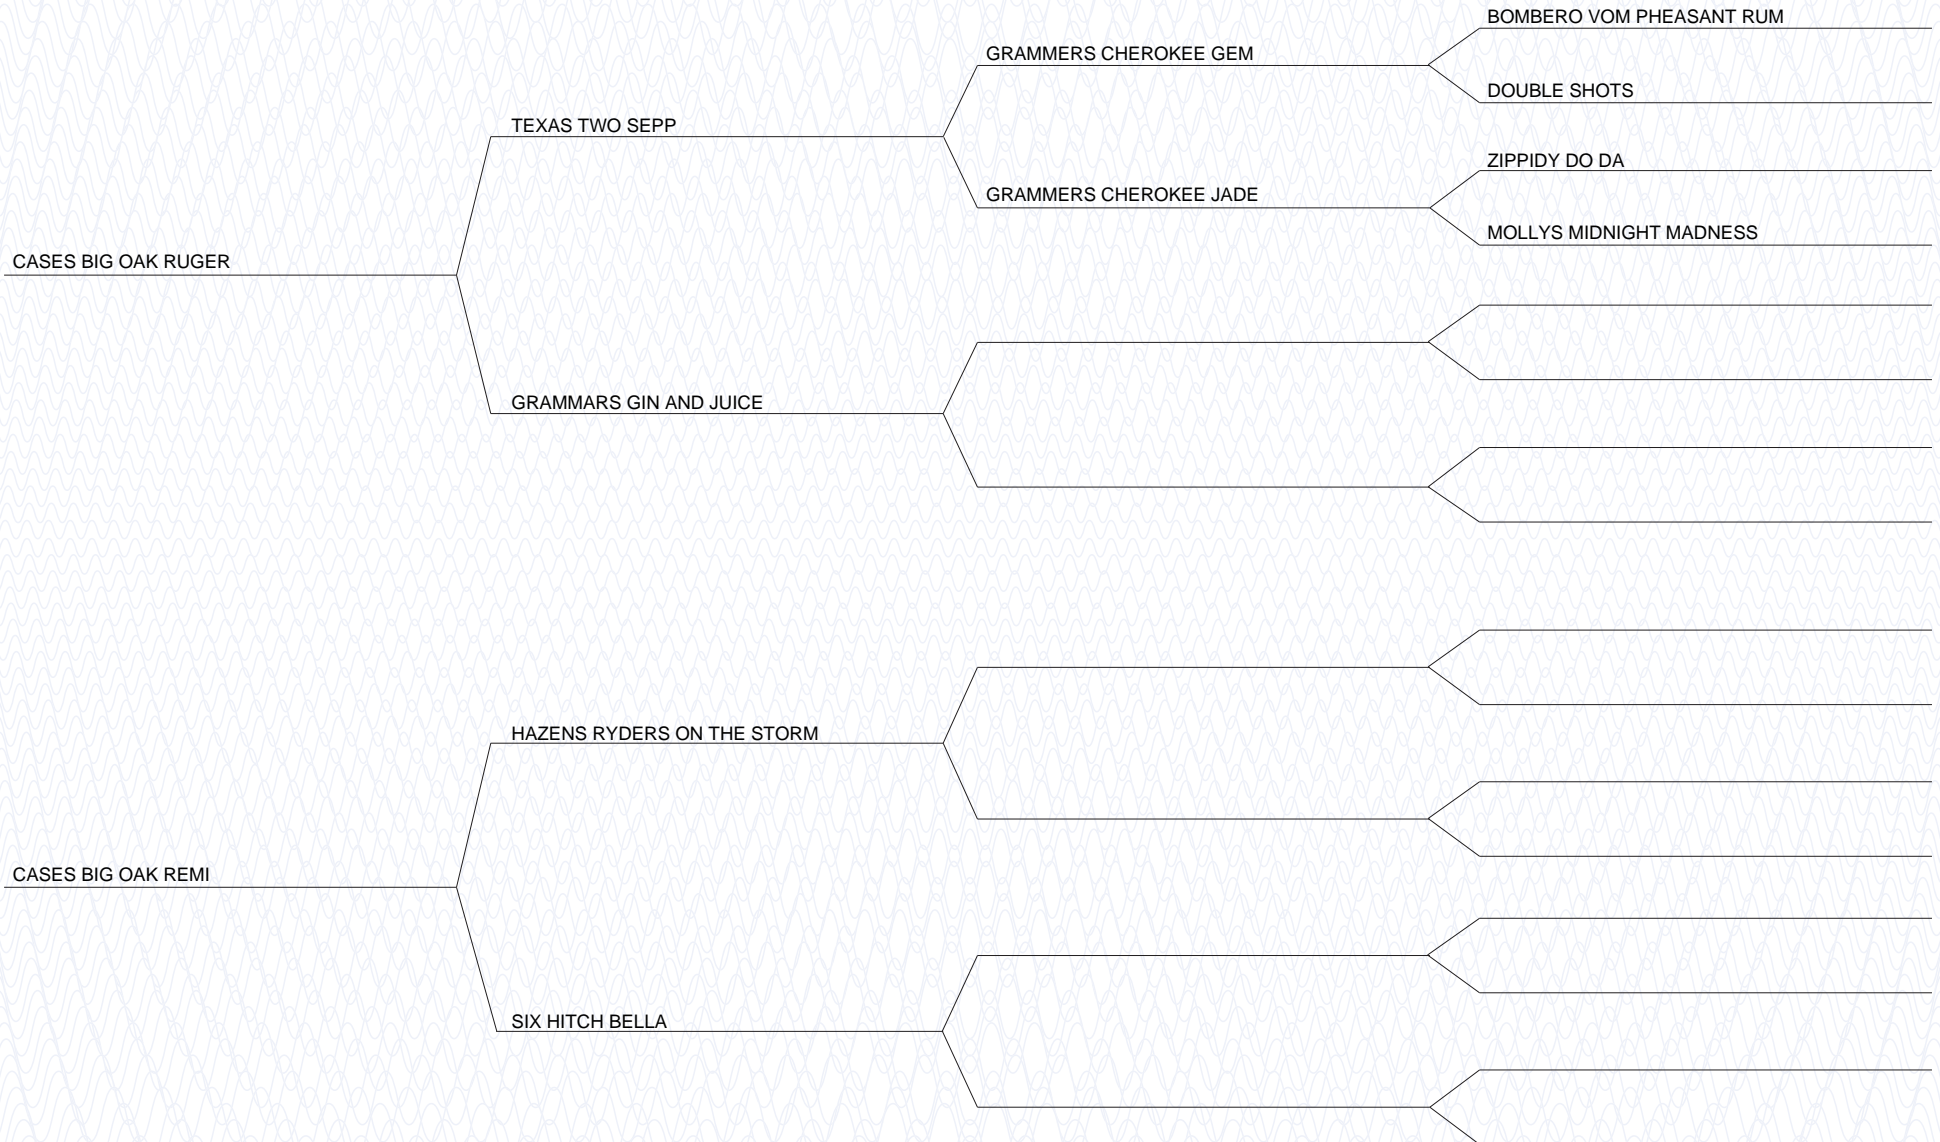 BOMBERO VOM PHEASANT RUM
GRAMMERS CHEROKEE GEM
DOUBLE SHOTS
TEXAS TWO SEPP
ZIPPIDY DO DA
GRAMMERS CHEROKEE JADE
MOLLYS MIDNIGHT MADNESS
CASES BIG OAK RUGER
GRAMMARS GIN AND JUICE
HAZENS RYDERS ON THE STORM
CASES BIG OAK REMI
SIX HITCH BELLA